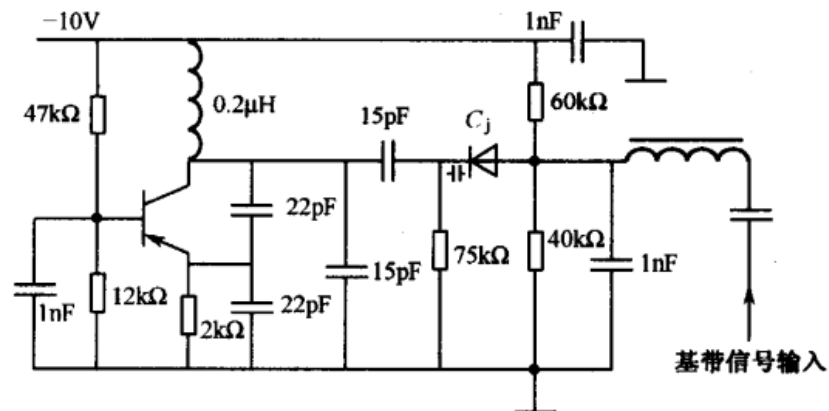 −10V
1nF
47kΩ
0.2μH
15pF
Cj
60kΩ
22pF
1nF
12kΩ
2kΩ
22pF
15pF
75kΩ
40kΩ
1nF
基带信号输入